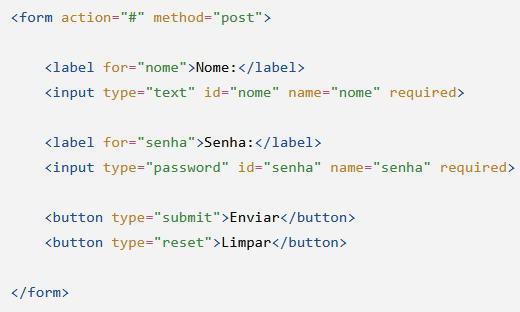 <form action="#" method="post">
<label for="nome">Nome:</label>
<input type="text" id="nome" name="nome" required>
<label for="senha">Senha:</label>
<input type="password" id="senha" name="senha" required>
<button type="submit">Enviar</button>
<button type="reset">Limpar</button>
</form>